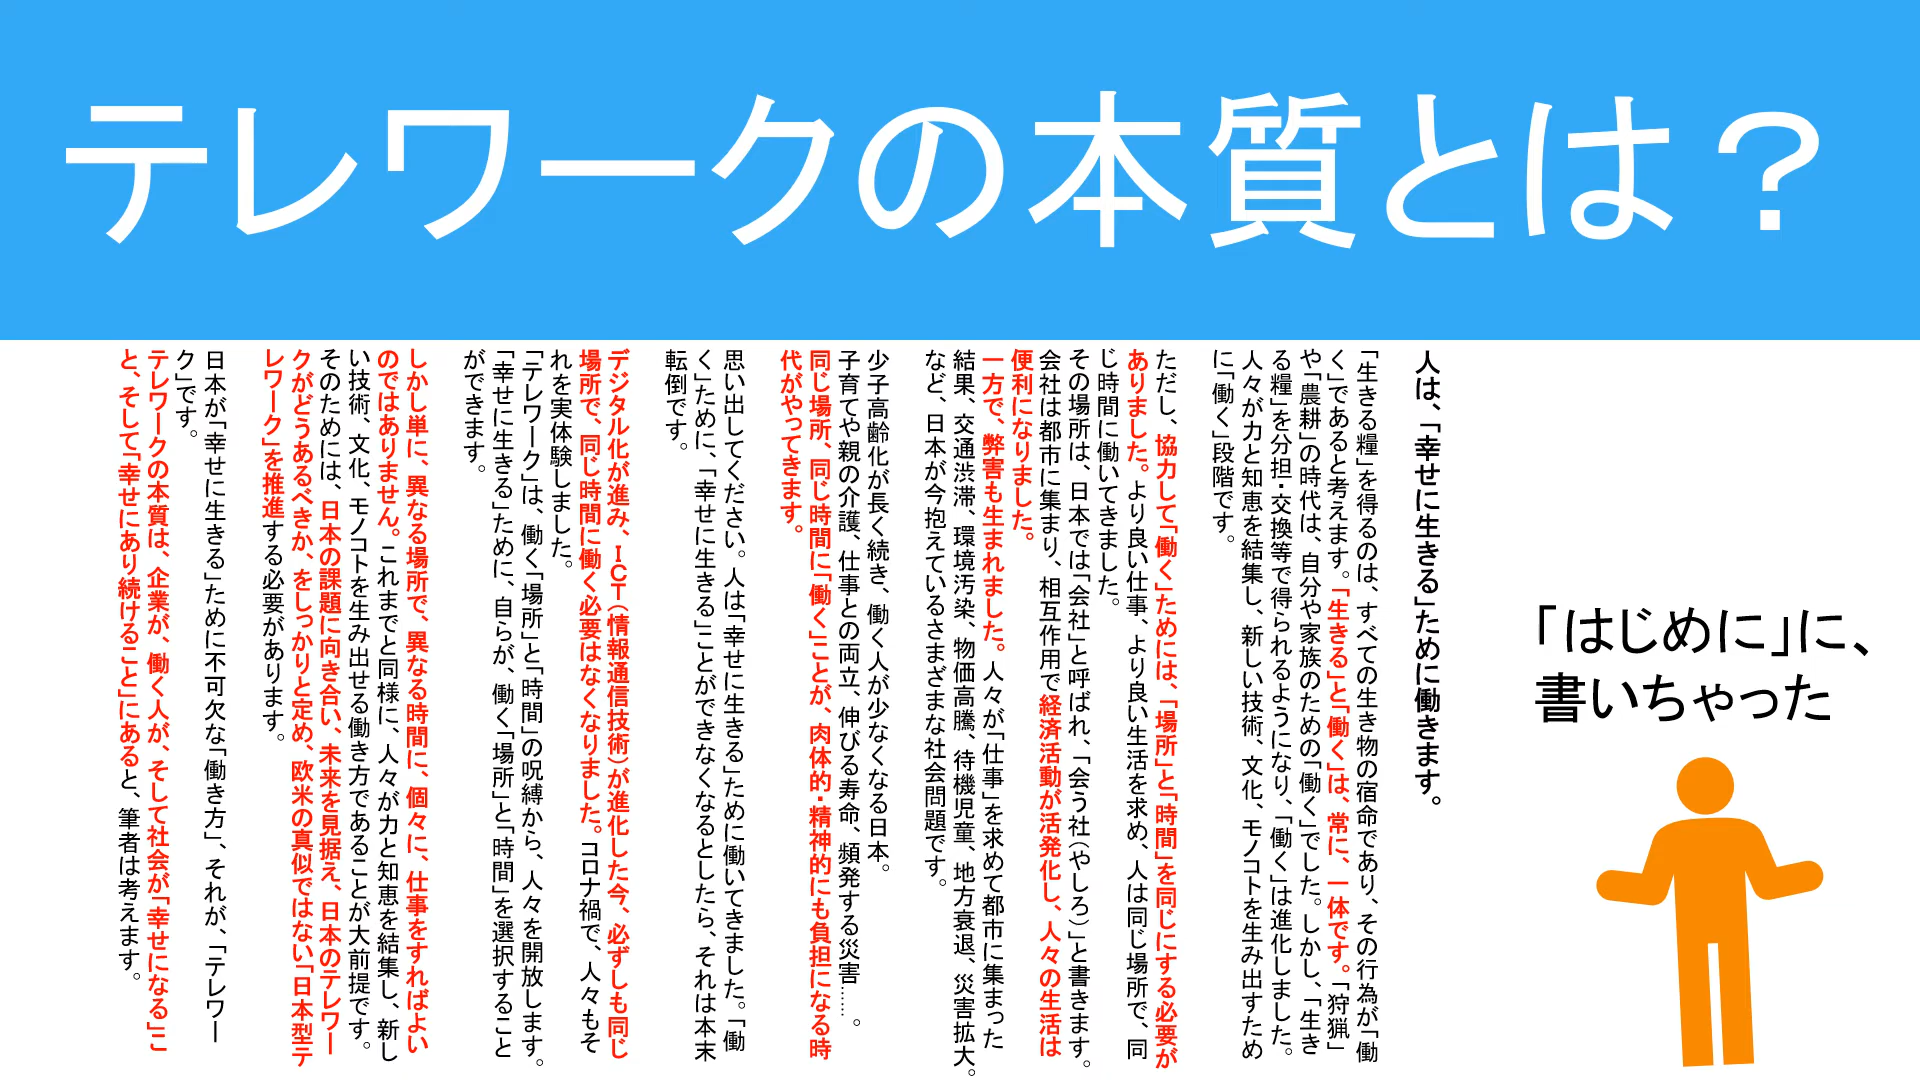 テレワークの本質とは？
「はじめに」に、
書いちゃった
人は、「幸せに生きる」ために働きます。
「生きる糧」を得るのは、すべての生き物の宿命であり、その行為が「働
く」であると考えます。「生きる」と「働く」は、常に、一体です。「狩猟」
や「農耕」の時代は、自分や家族のための「働く」でした。しかし、「生き
る糧」を分担・交換等で得られるようになり、「働く」は進化しました。
人々が力と知恵を結集し、新しい技術、文化、モノコトを生み出すため
に「働く」段階です。
ただし、協力して「働く」ためには、「場所」と「時間」を同じにする必要が
ありました。より良い仕事、より良い生活を求め、人は同じ場所で、同
じ時間に働いてきました。
その場所は、日本では「会社」と呼ばれ、「会う社（やしろ）」と書きます。
会社は都市に集まり、相互作用で経済活動が活発化し、人々の生活は
便利になりました。
一方で、弊害も生まれました。人々が「仕事」を求めて都市に集まった
結果、交通渋滞、環境汚染、物価高騰、待機児童、地方衰退、災害拡大。
など、日本が今抱えているさまざまな社会問題です。
少子高齢化が長く続き、働く人が少なくなる日本。
子育てや親の介護、仕事との両立、伸びる寿命、頻発する災害……。
同じ場所、同じ時間に「働く」ことが、肉体的・精神的にも負担になる時
代がやってきます。
思い出してください。人は「幸せに生きる」ために働いてきました。「働
く」ために、「幸せに生きる」ことができなくなるとしたら、それは本末
転倒です。
デジタル化が進み、ICT（情報通信技術）が進化した今、必ずしも同じ
場所で、同じ時間に働く必要はなくなりました。コロナ禍で、人々もそ
れを実体験しました。
「テレワーク」は、働く「場所」と「時間」の呪縛から、人々を開放します。
「幸せに生きる」ために、自らが、働く「場所」と「時間」を選択すること
ができます。
しかし単に、異なる場所で、異なる時間に、個々に、仕事をすればよい
のではありません。これまでと同様に、人々が力と知恵を結集し、新し
い技術、文化、モノコトを生み出せる働き方であることが大前提です。
そのためには、日本の課題に向き合い、未来を見据え、日本のテレワー
クがどうあるべきか、をしっかりと定め、欧米の真似ではない「日本型テ
レワーク」を推進する必要があります。
日本が「幸せに生きる」ために不可欠な「働き方」、それが、「テレワー
ク」です。
テレワークの本質は、企業が、働く人が、そして社会が「幸せになる」こ
と、そして「幸せにあり続けること」にあると、筆者は考えます。